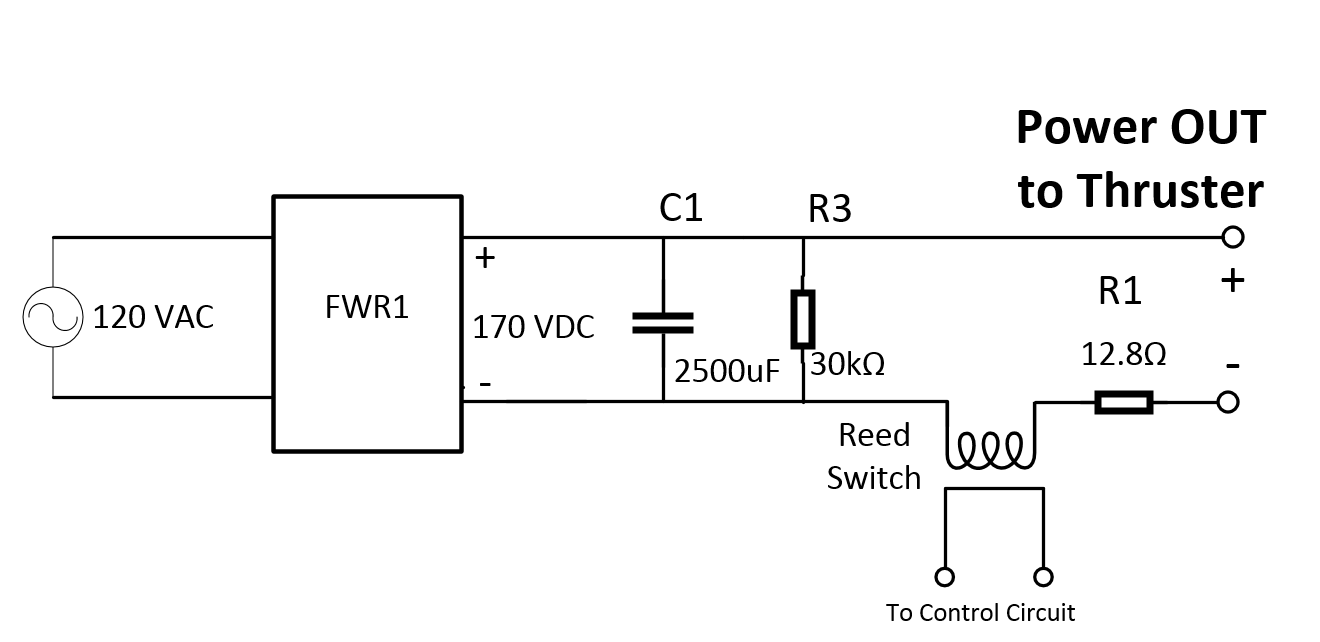 Power OUT
to Thruster
C1
R3
+
R1
+
120 VAC
FWR1
170 VDC
12.8Ω
2500uF
30kΩ
-
-
Reed
Switch
To Control Circuit